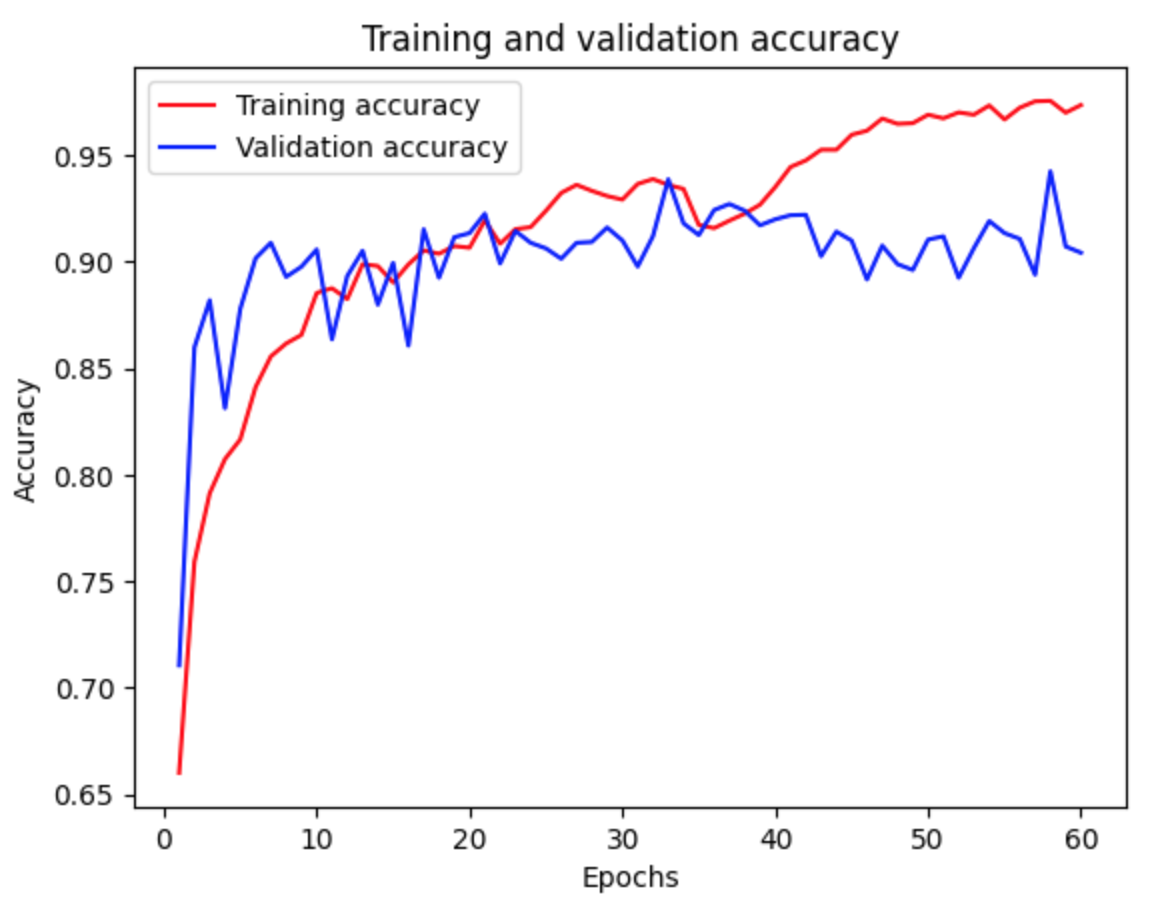 Training and validation accuracy
Training accuracy
Validation accuracy
0.95
0.90
0.85
0.80
0.75
0.70
0.65
Accuracy
0 10 20 30 40 50 60
Epochs